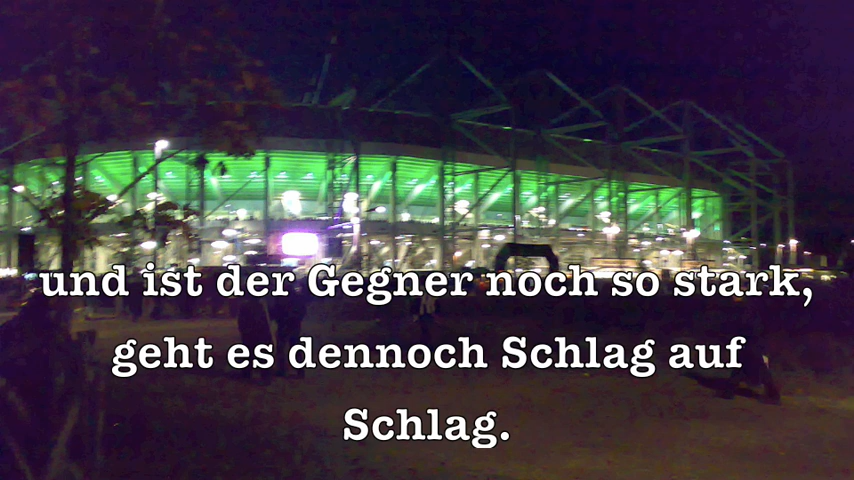 und ist der Gegner noch so stark,
geht es dennoch Schlag auf
Schlag.